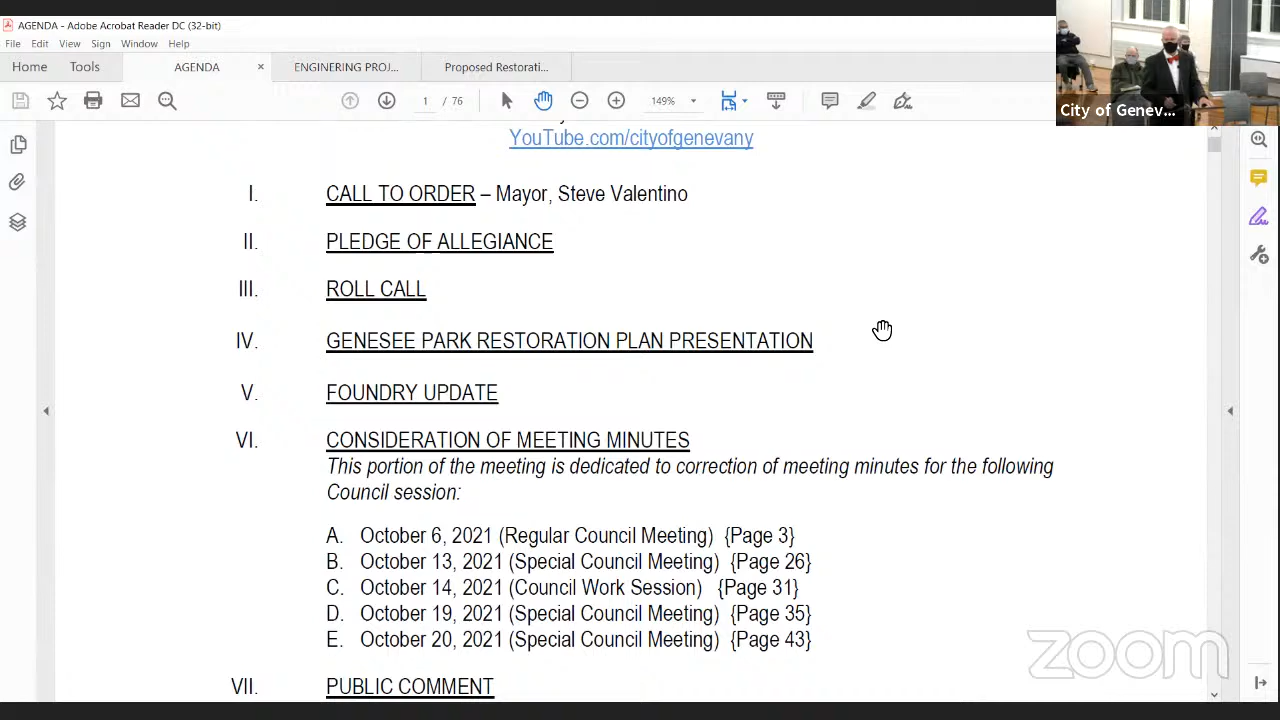 AGENDA - Adobe Acrobat Reader DC (32-bit)
File Edit View Sign Window Help
Home Tools AGENDA × ENGINERING PROJ... Proposed Restorati...
1 / 76 149%
City of Genev...
YouTube.com/cityofgenevany
I. CALL TO ORDER – Mayor, Steve Valentino
II. PLEDGE OF ALLEGIANCE
III. ROLL CALL
IV. GENESEE PARK RESTORATION PLAN PRESENTATION
V. FOUNDRY UPDATE
VI. CONSIDERATION OF MEETING MINUTES
This portion of the meeting is dedicated to correction of meeting minutes for the following
Council session:
A. October 6, 2021 (Regular Council Meeting) {Page 3}
B. October 13, 2021 (Special Council Meeting) {Page 26}
C. October 14, 2021 (Council Work Session) {Page 31}
D. October 19, 2021 (Special Council Meeting) {Page 35}
E. October 20, 2021 (Special Council Meeting) {Page 43}
zoom
VII. PUBLIC COMMENT